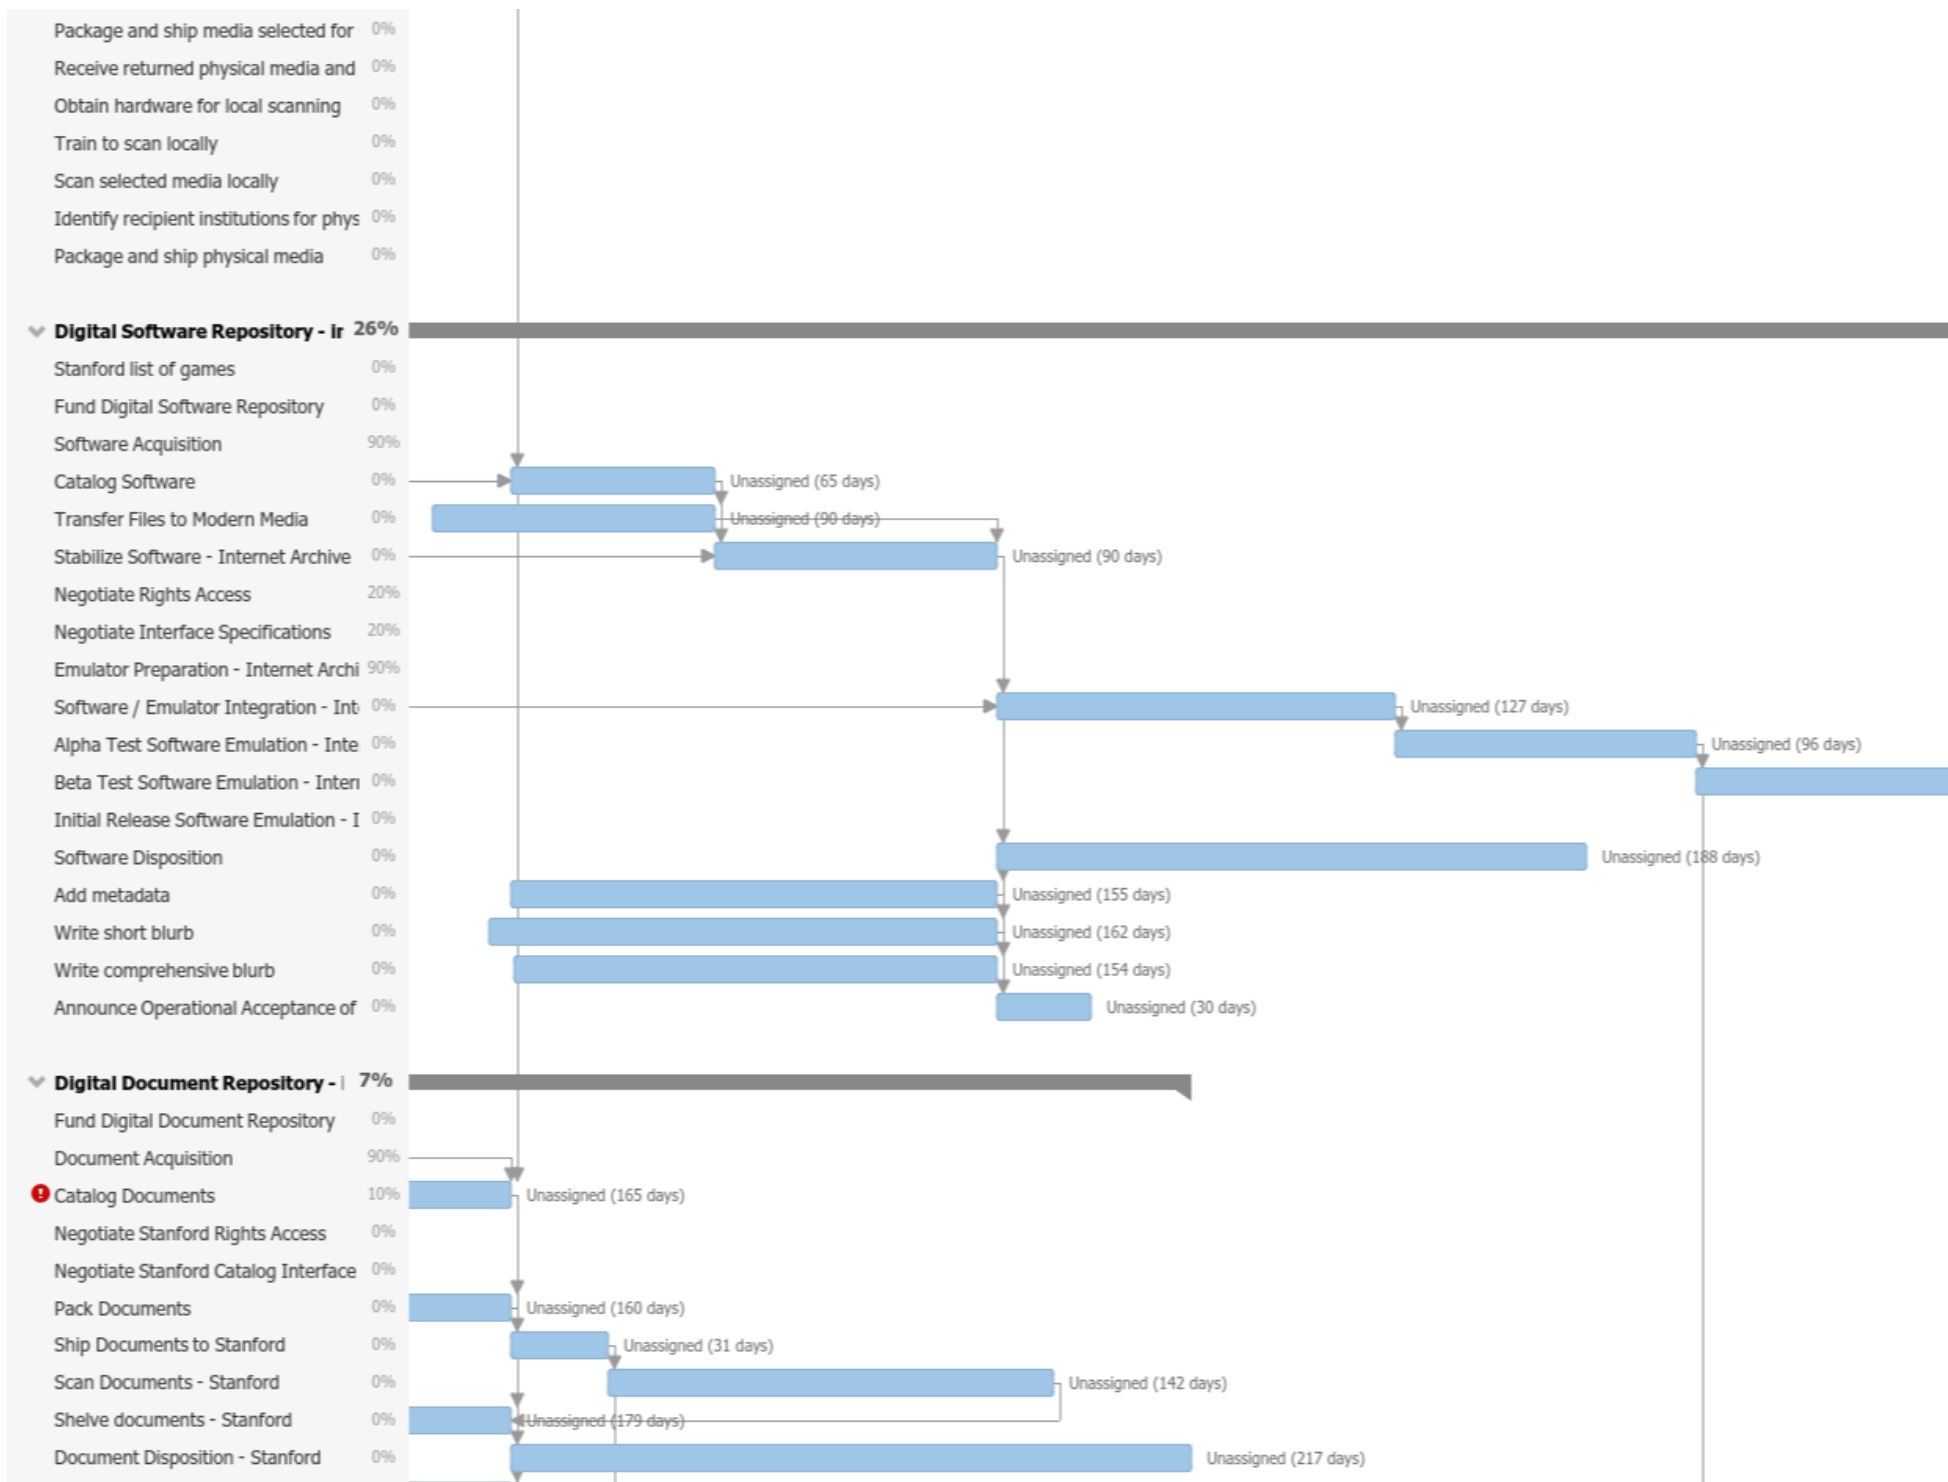 Package and ship media selected for 0%
Receive returned physical media and 0%
Obtain hardware for local scanning 0%
Train to scan locally 0%
Scan selected media locally 0%
Identify recipient institutions for phys 0%
Package and ship physical media 0%
Digital Software Repository - ir 26%
Stanford list of games 0%
Fund Digital Software Repository 0%
Software Acquisition 90%
Catalog Software 0% Unassigned (65 days)
Transfer Files to Modern Media 0% Unassigned (90 days)
Stabilize Software - Internet Archive 0% Unassigned (90 days)
Negotiate Rights Access 20%
Negotiate Interface Specifications 20%
Emulator Preparation - Internet Archi 90%
Software / Emulator Integration - Int 0% Unassigned (127 days)
Alpha Test Software Emulation - Inte 0% Unassigned (96 days)
Beta Test Software Emulation - Intern 0%
Initial Release Software Emulation - I 0%
Software Disposition 0% Unassigned (188 days)
Add metadata 0% Unassigned (155 days)
Write short blurb 0% Unassigned (162 days)
Write comprehensive blurb 0% Unassigned (154 days)
Announce Operational Acceptance of 0% Unassigned (30 days)
Digital Document Repository - 7%
Fund Digital Document Repository 0%
Document Acquisition 90%
Catalog Documents 10% Unassigned (165 days)
Negotiate Stanford Rights Access 0%
Negotiate Stanford Catalog Interface 0%
Pack Documents 0% Unassigned (160 days)
Ship Documents to Stanford 0% Unassigned (31 days)
Scan Documents - Stanford 0% Unassigned (142 days)
Shelve documents - Stanford 0% Unassigned (179 days)
Document Disposition - Stanford 0% Unassigned (217 days)